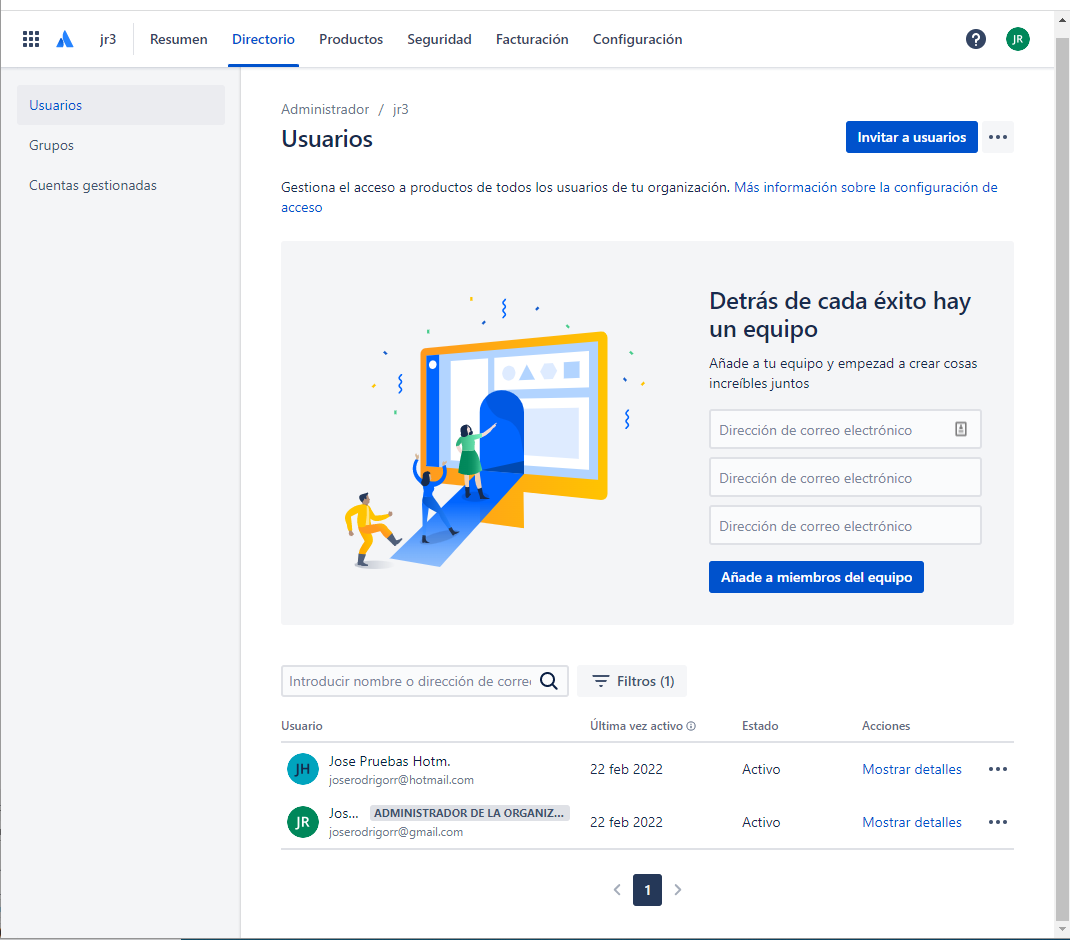 jr3 Resumen Directorio Productos Seguridad Facturación Configuración ? JR
Usuarios
Grupos
Cuentas gestionadas
Administrador / jr3
Usuarios
Invitar a usuarios
Gestiona el acceso a productos de todos los usuarios de tu organización. Más información sobre la configuración de
acceso
Detrás de cada éxito hay
un equipo
Añade a tu equipo y empezad a crear cosas
increíbles juntos
Dirección de correo electrónico
Dirección de correo electrónico
Dirección de correo electrónico
Añade a miembros del equipo
Introducir nombre o dirección de corre Filtros (1)
Usuario Última vez activo Estado Acciones
JH Jose Pruebas Hotm. 22 feb 2022 Activo Mostrar detalles
joserodrigorr@hotmail.com
JR Jos... ADMINISTRADOR DE LA ORGANIZ... 22 feb 2022 Activo Mostrar detalles
joserodrigorr@gmail.com
1